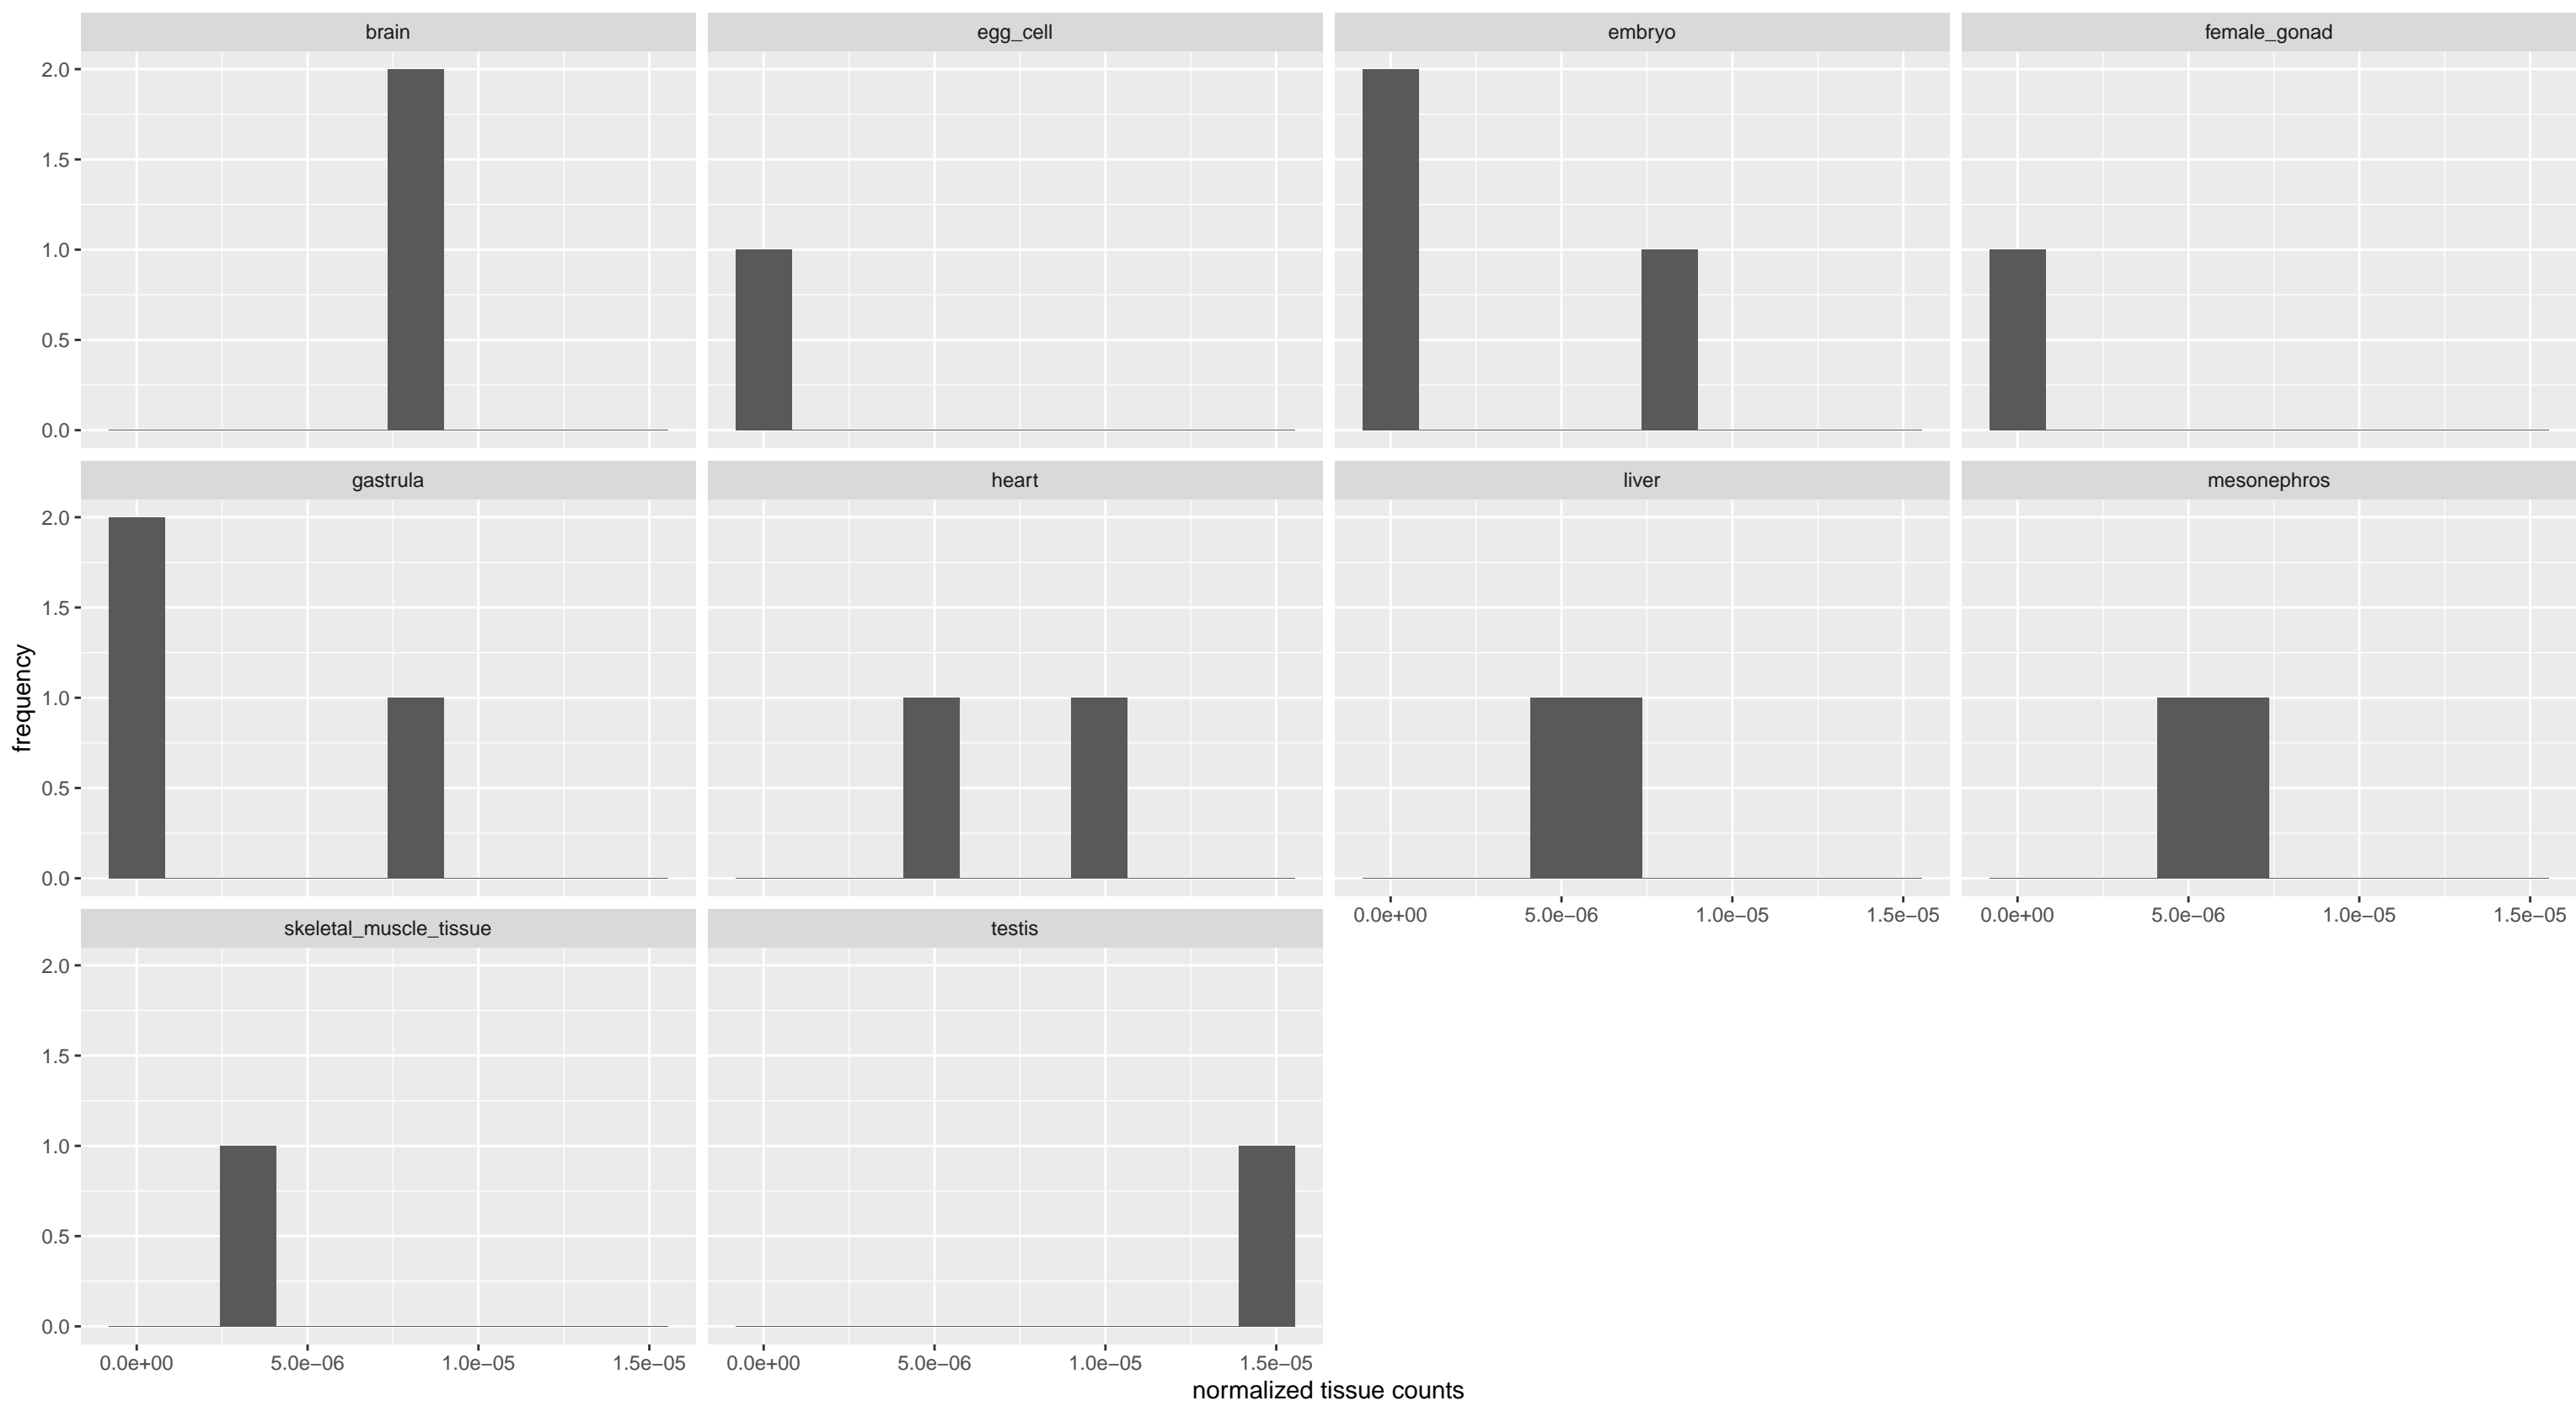 brain egg_cell embryo female_gonad
2.0
1.5
1.0
0.5
0.0
gastrula heart liver mesonephros
2.0
1.5
1.0
0.5
0.0
frequency
0.0e+00 5.0e−06 1.0e−05 1.5e−05 0.0e+00 5.0e−06 1.0e−05 1.5e−05
skeletal_muscle_tissue testis
2.0
1.5
1.0
0.5
0.0
0.0e+00 5.0e−06 1.0e−05 1.5e−05 0.0e+00 5.0e−06 1.0e−05 1.5e−05
normalized tissue counts